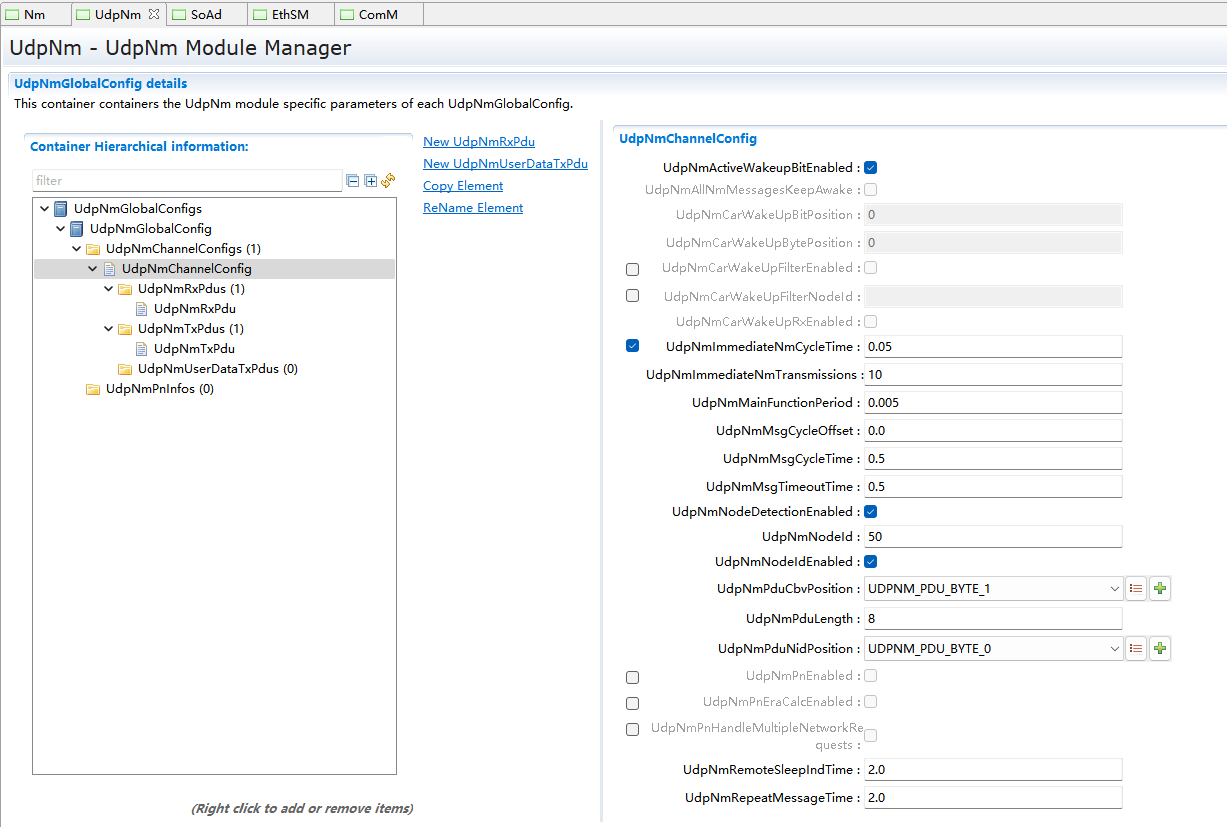 Nm
UdpNm
SoAd
EthSM
ComM
UdpNm - UdpNm Module Manager
UdpNmGlobalConfig details
This container containers the UdpNm module specific parameters of each UdpNmGlobalConfig.
Container Hierarchical information:
filter
UdpNmGlobalConfigs
UdpNmGlobalConfig
UdpNmChannelConfigs (1)
UdpNmChannelConfig
UdpNmRxPdus (1)
UdpNmRxPdu
UdpNmTxPdus (1)
UdpNmTxPdu
UdpNmUserDataTxPdus (0)
UdpNmPnInfos (0)
(Right click to add or remove items)
New UdpNmRxPdu
New UdpNmUserDataTxPdu
Copy Element
ReName Element
UdpNmChannelConfig
UdpNmActiveWakeupBitEnabled :
UdpNmAllNmMessagesKeepAwake :
UdpNmCarWakeUpBitPosition : 0
UdpNmCarWakeUpBytePosition : 0
UdpNmCarWakeUpFilterEnabled :
UdpNmCarWakeUpFilterNodeId :
UdpNmCarWakeUpRxEnabled :
UdpNmImmediateNmCycleTime : 0.05
UdpNmImmediateNmTransmissions : 10
UdpNmMainFunctionPeriod : 0.005
UdpNmMsgCycleOffset : 0.0
UdpNmMsgCycleTime : 0.5
UdpNmMsgTimeoutTime : 0.5
UdpNmNodeDetectionEnabled :
UdpNmNodeId : 50
UdpNmNodeIdEnabled :
UdpNmPduCbvPosition : UDPNM_PDU_BYTE_1
UdpNmPduLength : 8
UdpNmPduNidPosition : UDPNM_PDU_BYTE_0
UdpNmPnEnabled :
UdpNmPnEraCalcEnabled :
UdpNmPnHandleMultipleNetworkRe
quests :
UdpNmRemoteSleepIndTime : 2.0
UdpNmRepeatMessageTime : 2.0